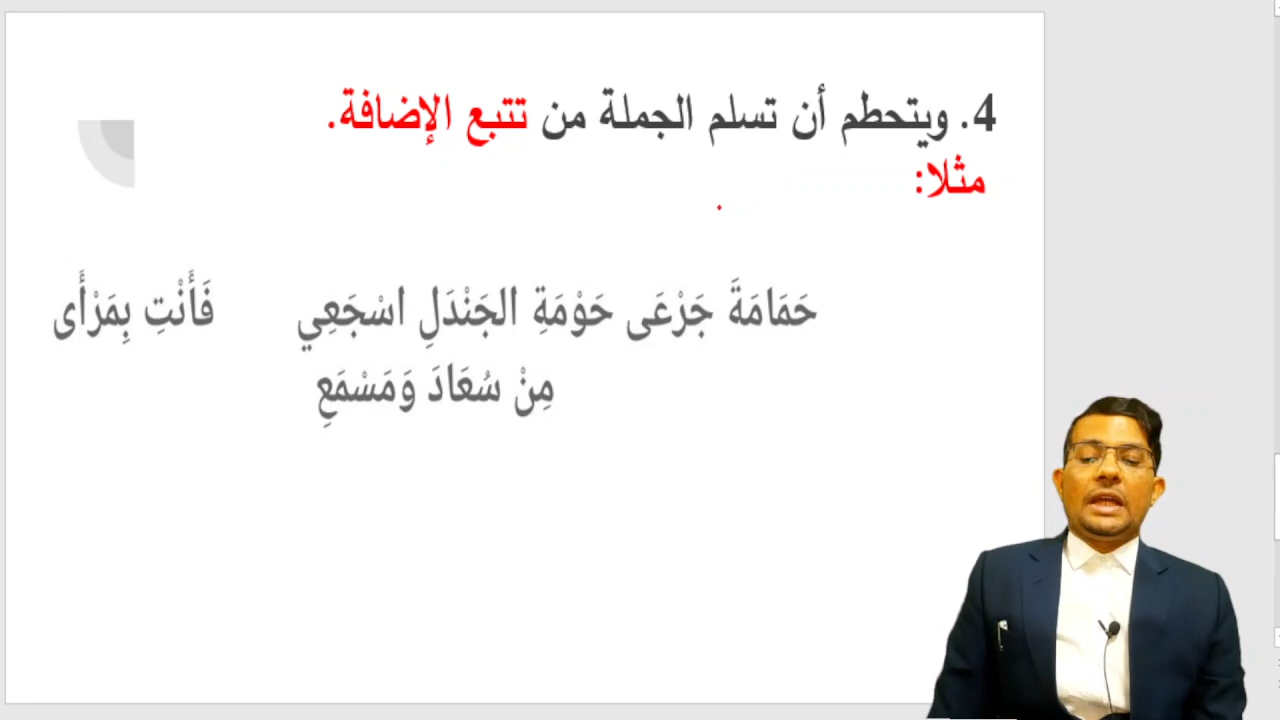 4. ويتحطم أن تسلم الجملة من تتبع الإضافة.
مثلا:
حَمَامَةَ جَرْعَى حَوْمَةِ الجَنْدَلِ اسْجَعِي فَأَنْتِ بِمَرْأَى
مِنْ سُعَادَ وَمَسْمَعِ